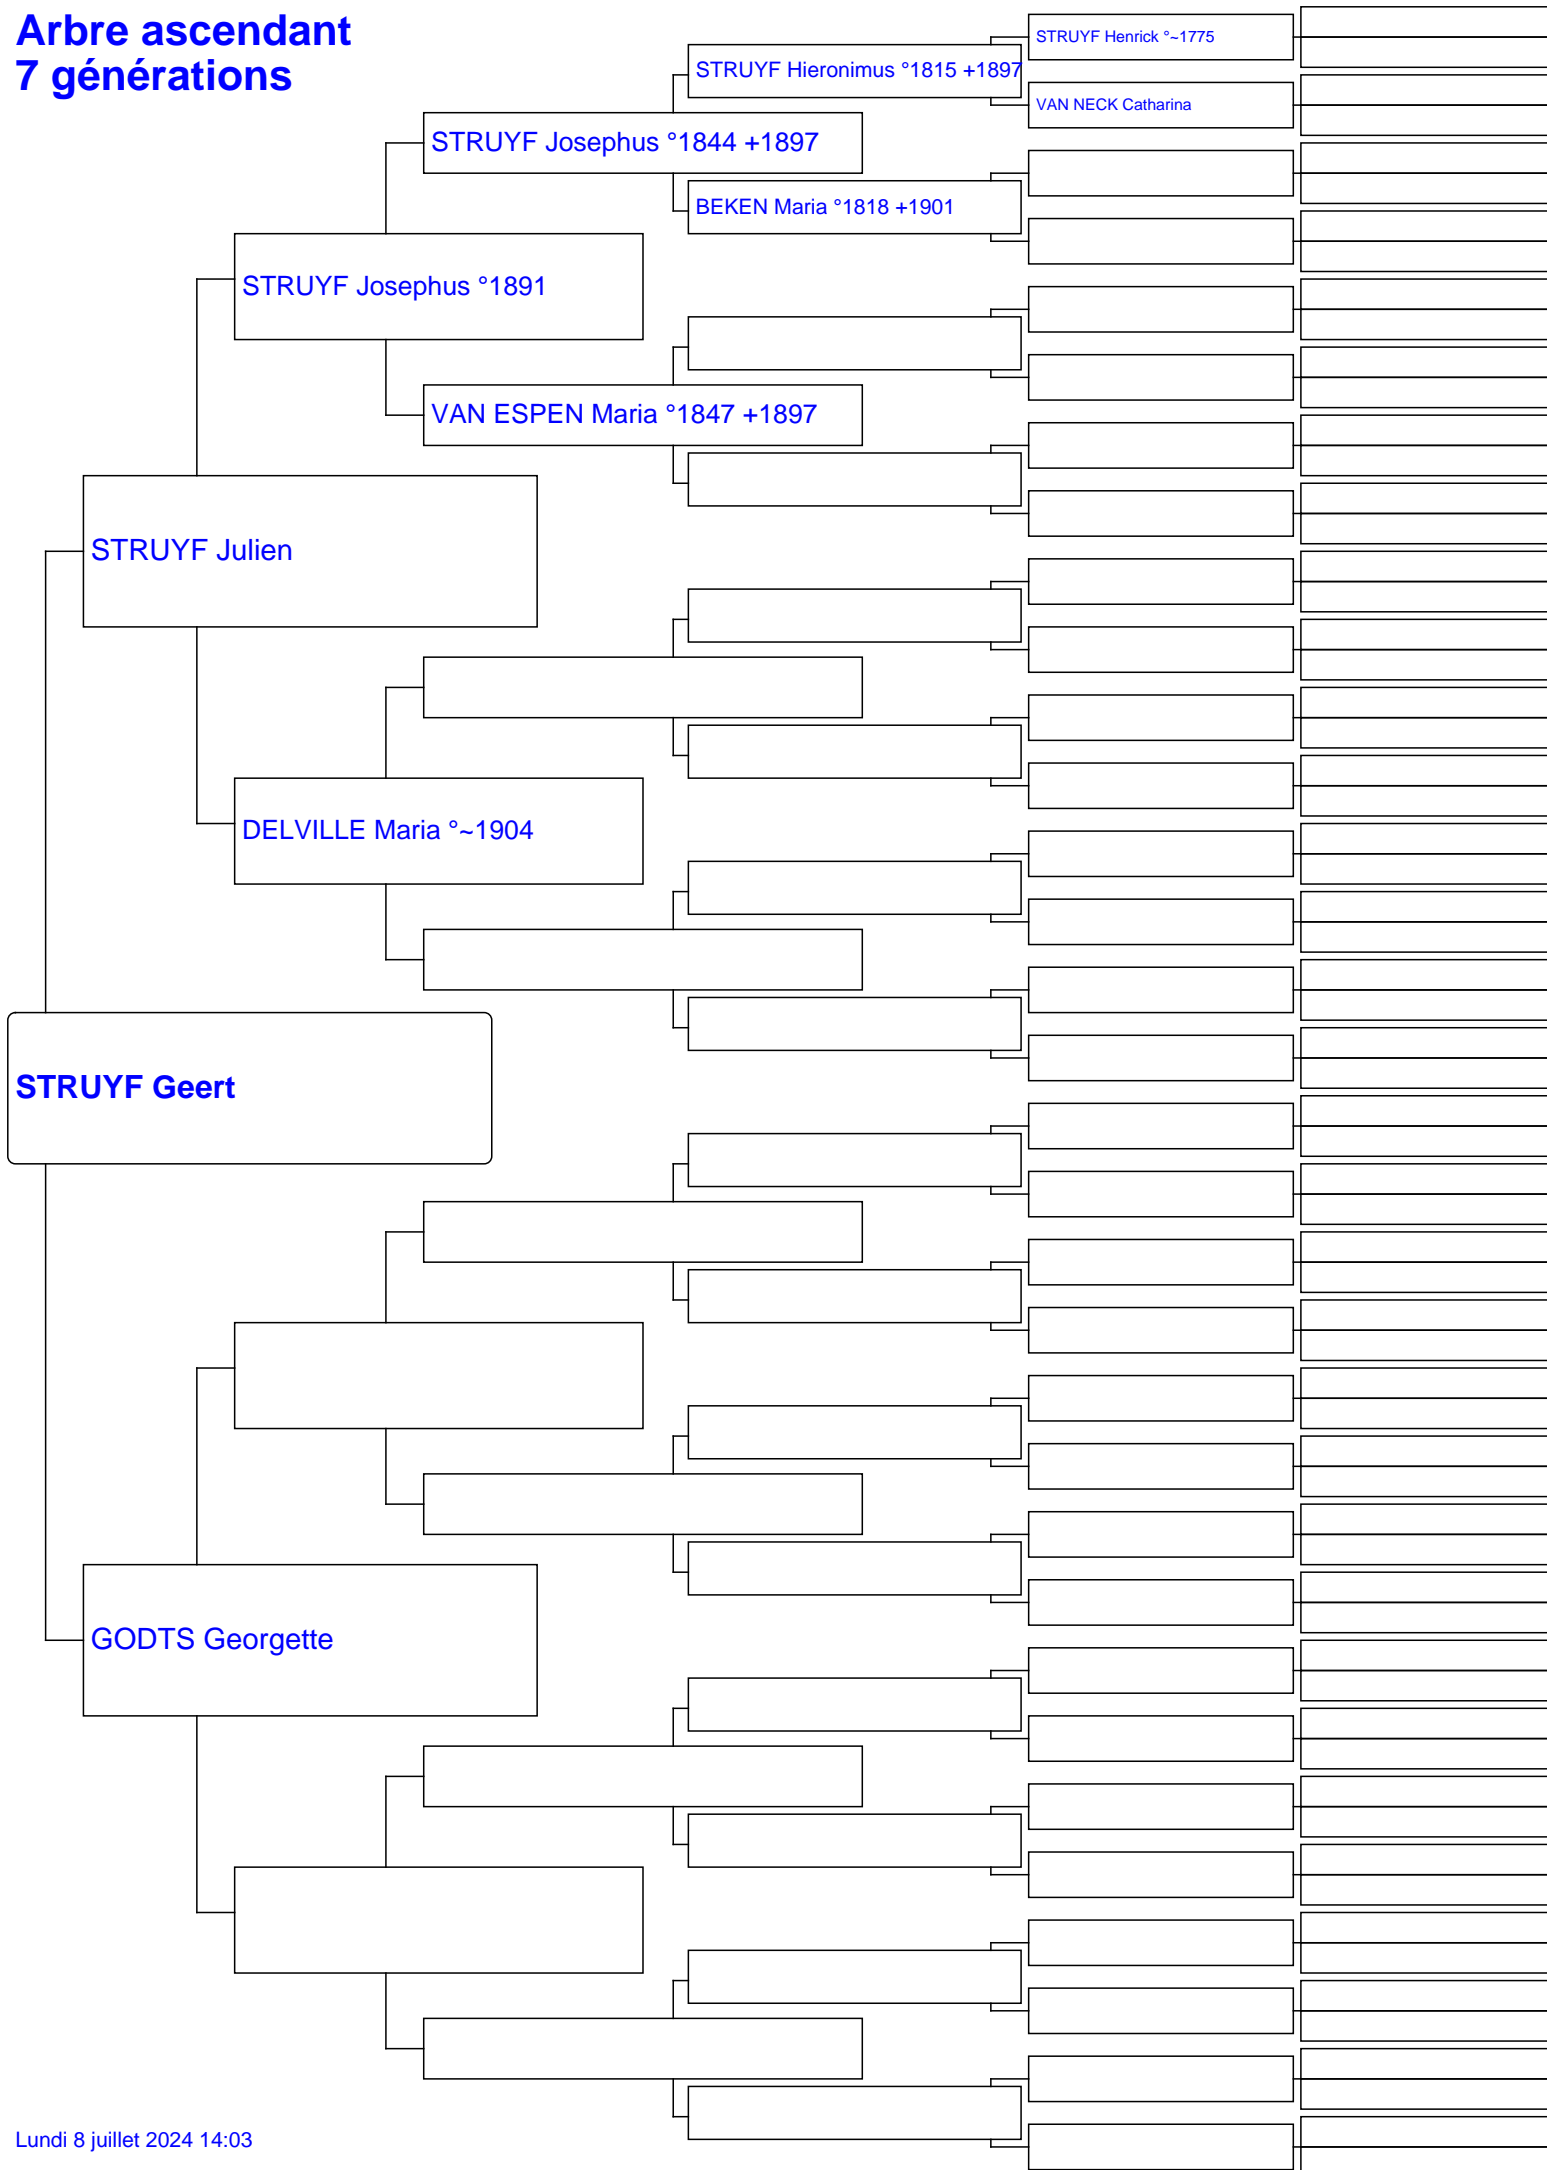 Arbre ascendant
7 générations
STRUYF Henrick °~1775
STRUYF Hieronimus °1815 +1897
VAN NECK Catharina
STRUYF Josephus °1844 +1897
BEKEN Maria °1818 +1901
STRUYF Josephus °1891
VAN ESPEN Maria °1847 +1897
STRUYF Julien
DELVILLE Maria °~1904
STRUYF Geert
GODTS Georgette
Lundi 8 juillet 2024 14:03